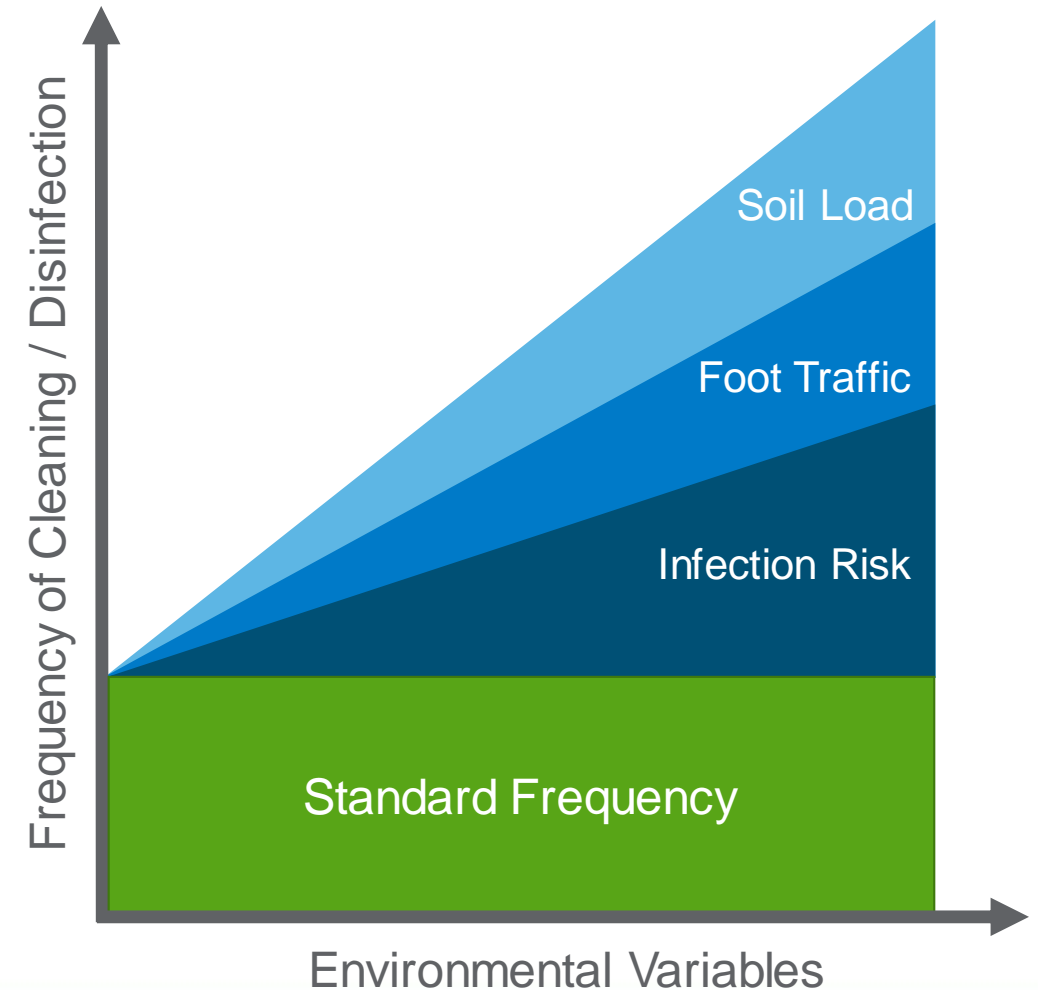 Frequency of Cleaning / Disinfection
Soil Load
Foot Traffic
Infection Risk
Standard Frequency
Environmental Variables